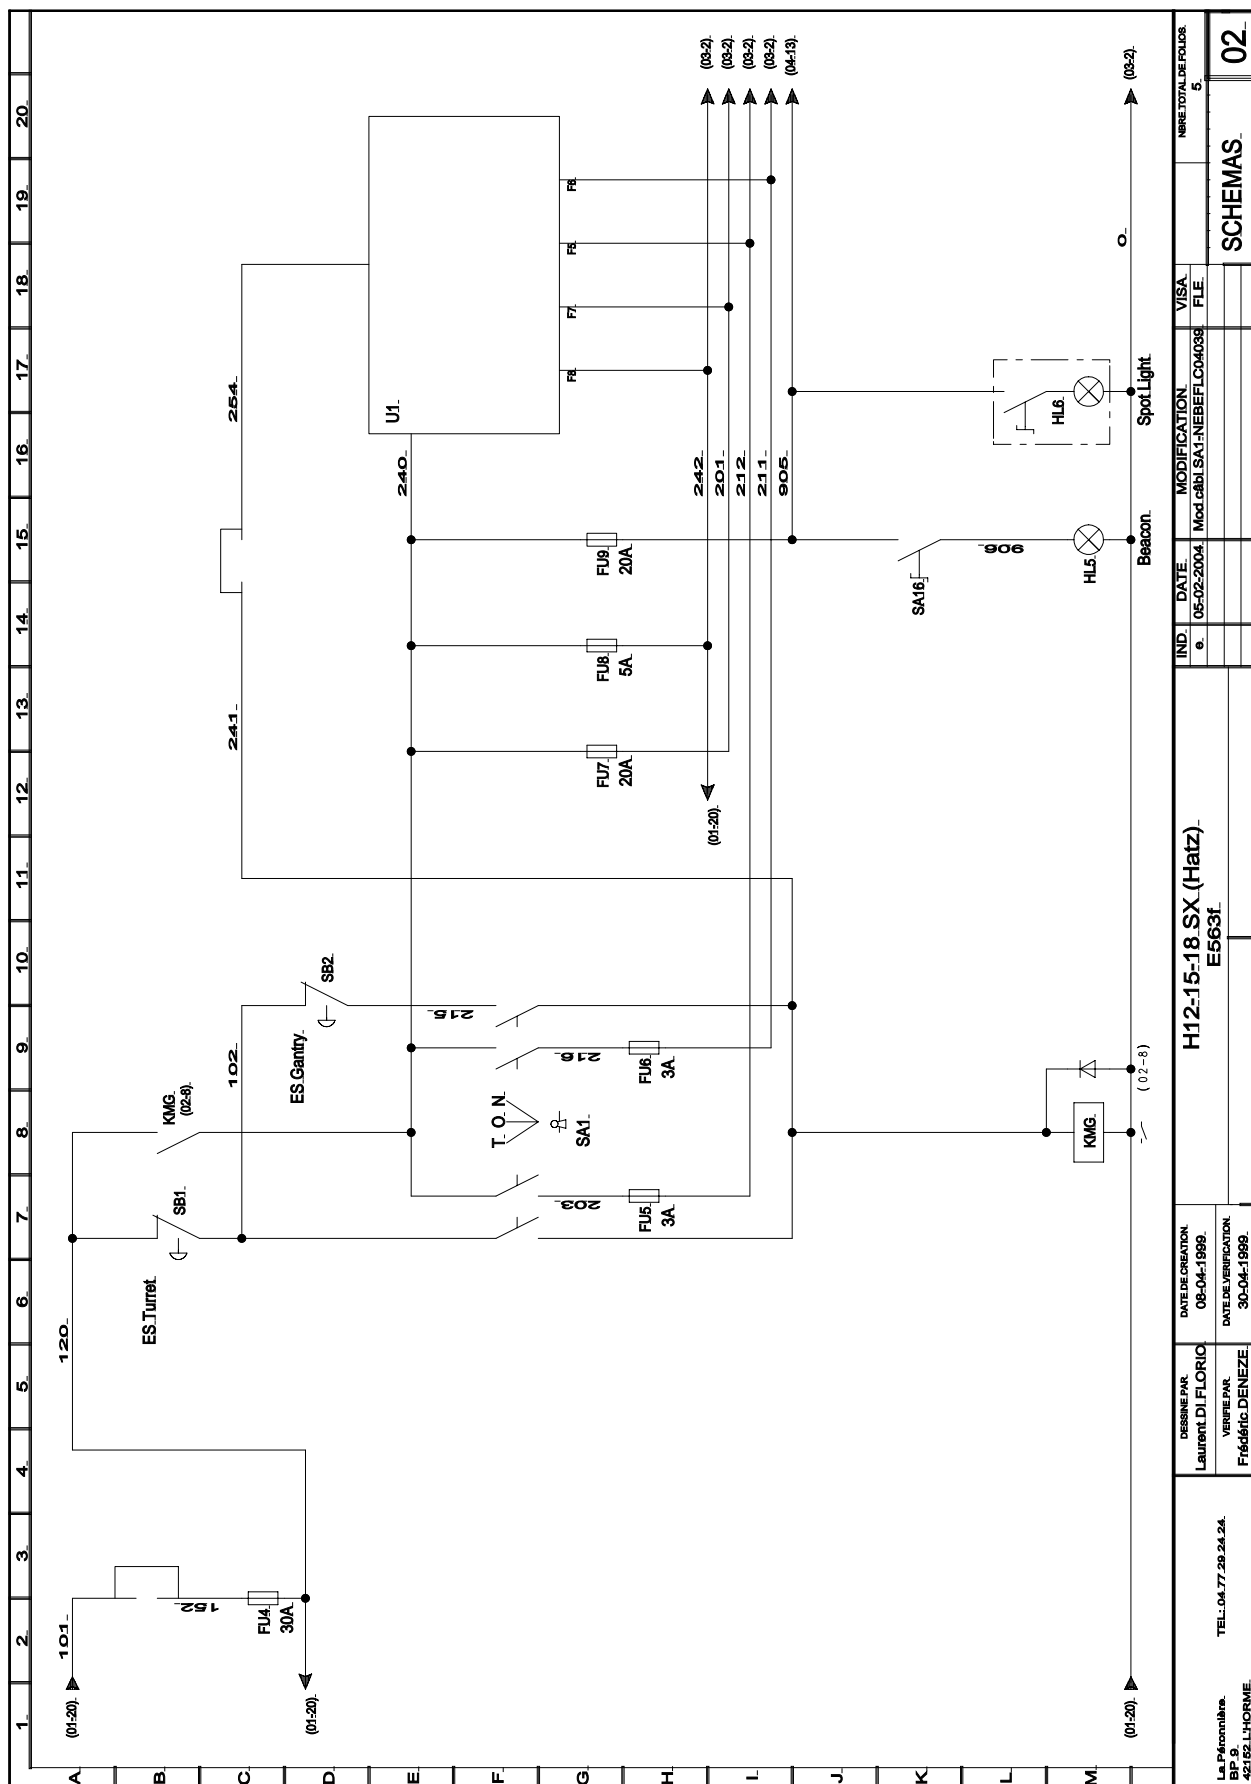 1 2 3 4 5 6 7 8 9 10 11 12 13 14 15 16 17 18 19 20
A
B
C
D
E
F
G
H
I
J
K
L
M
(01-20)
101
152
FU4
30A
(01-20)
120
ES Turret
SB1
KMG
(02-8)
102
ES Gantry
SB2
215
241
254
U1
240
F8
F7
F5
F6
T O N
SA1
203
216
FU5
3A
FU6
3A
FU7
20A
FU8
5A
FU9
20A
(01-20)
242
201
212
211
905
(03-2)
(03-2)
(03-2)
(03-2)
(04-13)
SA16
906
HL5
Beacon
HL6
Spot Light
KMG
(02-8)
0
(01-20)
(03-2)
La Péronnière
BP 9
42152 L'HORME
TEL: 04.77.29.24.24
DESSINE PAR
Laurent DI FLORIO
VERIFIE PAR
Frédéric DENEZE
DATE DE CREATION
08-04-1999
DATE DE VERIFICATION
30-04-1999
H12-15-18 SX (Hatz)
E563f
IND
DATE
MODIFICATION
VISA
e
05-02-2004
Mod câbl SA1-NEBEFLC04039
FLE
SCHEMAS
NBRE TOTAL DE FOLIOS
5
02